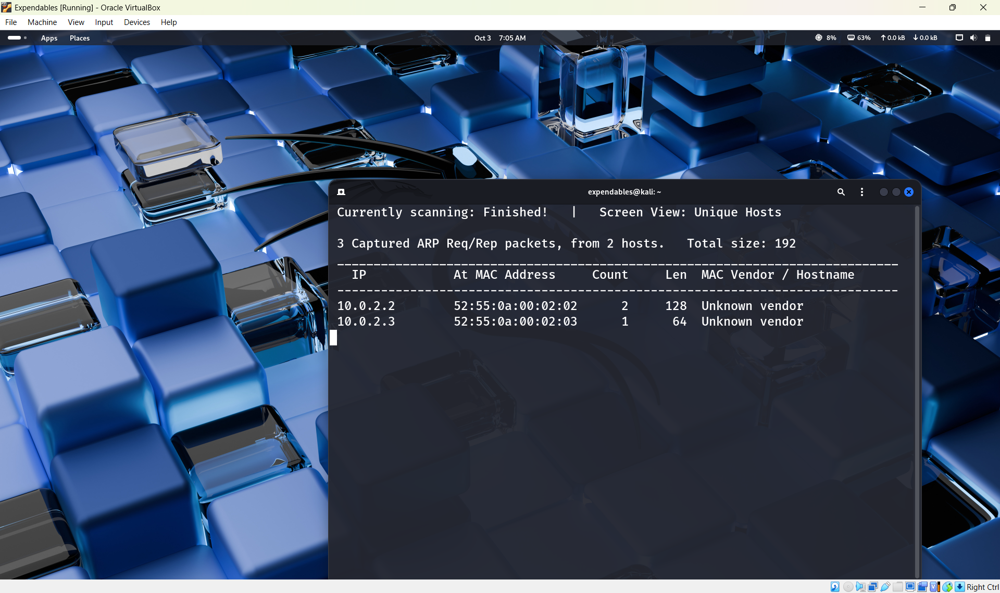 Expendables [Running] - Oracle VirtualBox
File Machine View Input Devices Help
Apps Places Oct 3 7:05 AM 8% 63% ↑0.0 kB ↓0.0 kB
expendables@kali: ~
Currently scanning: Finished! | Screen View: Unique Hosts
3 Captured ARP Req/Rep packets, from 2 hosts. Total size: 192
_____________________________________________________________________________
IP At MAC Address Count Len MAC Vendor / Hostname
-----------------------------------------------------------------------------
10.0.2.2 52:55:0a:00:02:02 2 128 Unknown vendor
10.0.2.3 52:55:0a:00:02:03 1 64 Unknown vendor
Right Ctrl